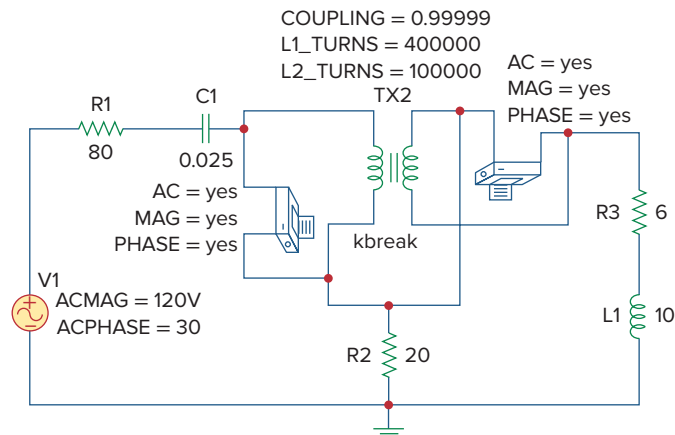 COUPLING = 0.99999
L1_TURNS = 400000
L2_TURNS = 100000
TX2
AC = yes
MAG = yes
PHASE = yes
R1
80
C1
0.025
AC = yes
MAG = yes
PHASE = yes
kbreak
R3
6
V1
ACMAG = 120V
ACPHASE = 30
+
−
R2
20
L1
10